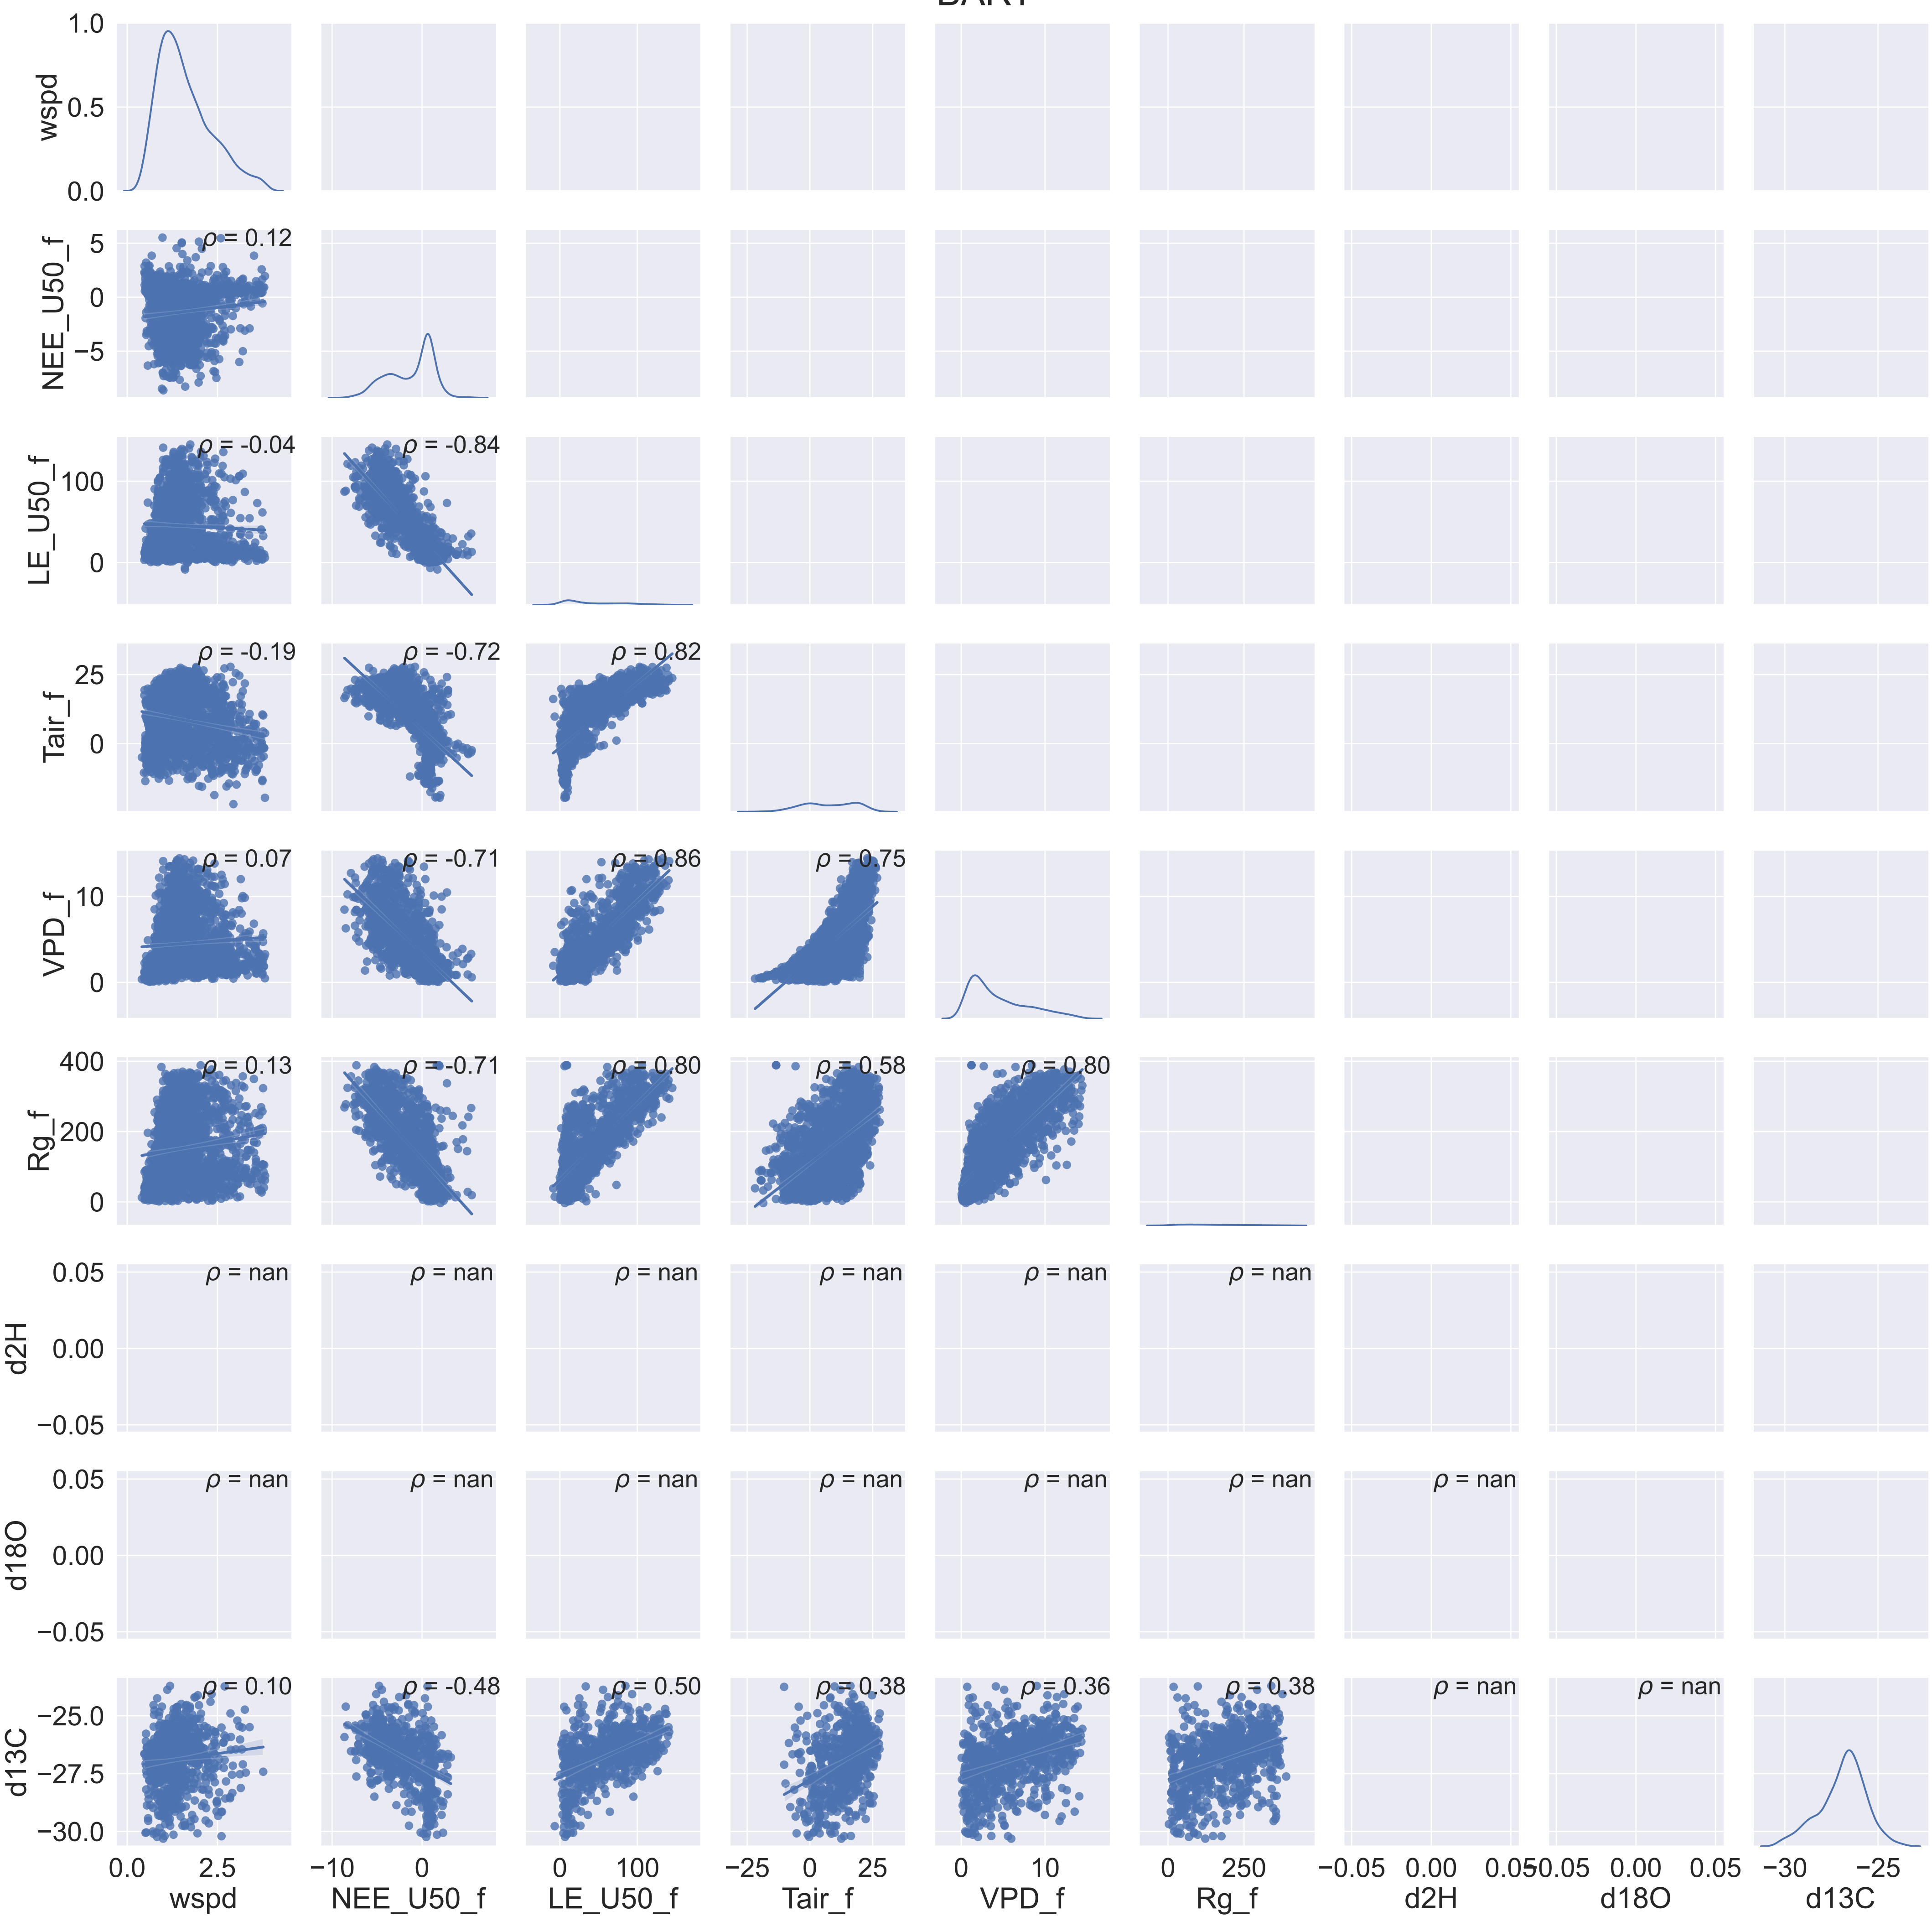 1.0
0.5
0.0
wspd
ρ = 0.12
5
0
−5
NEE_U50_f
ρ = -0.04 ρ = -0.84
100
0
LE_U50_f
ρ = -0.19 ρ = -0.72 ρ = 0.82
25
0
Tair_f
ρ = 0.07 ρ = -0.71 ρ = 0.86 ρ = 0.75
10
0
VPD_f
ρ = 0.13 ρ = -0.71 ρ = 0.80 ρ = 0.58 ρ = 0.80
400
200
0
Rg_f
ρ = nan ρ = nan ρ = nan ρ = nan ρ = nan ρ = nan
0.05
0.00
−0.05
d2H
ρ = nan ρ = nan ρ = nan ρ = nan ρ = nan ρ = nan ρ = nan
0.05
0.00
−0.05
d18O
ρ = 0.10 ρ = -0.48 ρ = 0.50 ρ = 0.38 ρ = 0.36 ρ = 0.38 ρ = nan ρ = nan
−25.0
−27.5
−30.0
d13C
0.0 2.5 −10 0 0 100 −25 0 25 0 10 0 250 −0.05 0.00 0.05 −0.05 0.00 0.05 −30 −25
wspd NEE_U50_f LE_U50_f Tair_f VPD_f Rg_f d2H d18O d13C